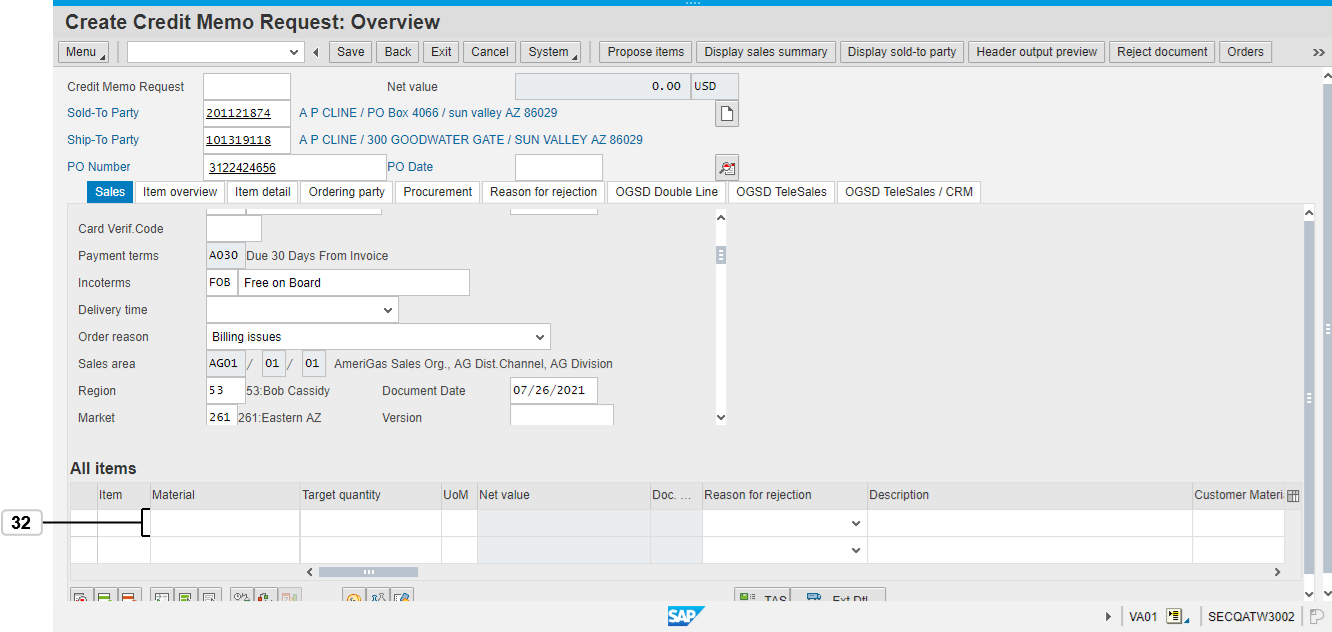 Create Credit Memo Request: Overview
Menu Save Back Exit Cancel System Propose items Display sales summary Display sold-to party Header output preview Reject document Orders
Credit Memo Request Net value 0.00 USD
Sold-To Party 201121874 A P CLINE / PO Box 4066 / sun valley AZ 86029
Ship-To Party 101319118 A P CLINE / 300 GOODWATER GATE / SUN VALLEY AZ 86029
PO Number 3122424656 PO Date
Sales Item overview Item detail Ordering party Procurement Reason for rejection OGSD Double Line OGSD TeleSales OGSD TeleSales / CRM
Card Verif.Code
Payment terms A030 Due 30 Days From Invoice
Incoterms FOB Free on Board
Delivery time
Order reason Billing issues
Sales area AG01 / 01 / 01 AmeriGas Sales Org., AG Dist.Channel, AG Division
Region 53 53:Bob Cassidy Document Date 07/26/2021
Market 261 261:Eastern AZ Version
All items
Item Material Target quantity UoM Net value Doc. ... Reason for rejection Description Customer Materi
32
TAS Ext Dtl
SAP VA01 SECQATW3002